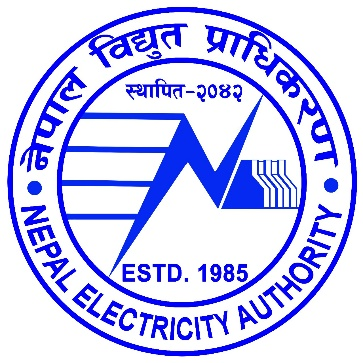 नेपाल विद्युत प्राधिकरण
स्थापित-२०४२
ESTD. 1985
NEPAL ELECTRICITY AUTHORITY